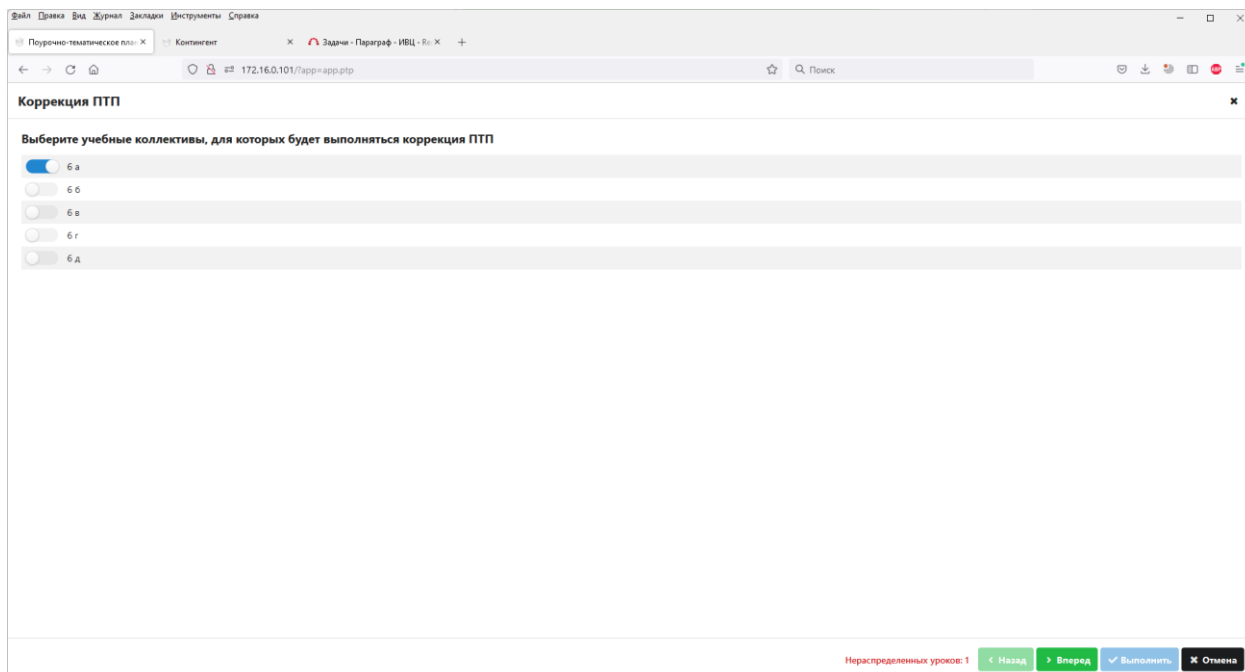 Файл Правка Вид Журнал Закладки Инструменты Справка
Поурочно-тематическое план Контингент Задачи - Параграф - ИВЦ - Re
172.16.0.101/?app=app.ptp Поиск
Коррекция ПТП
Выберите учебные коллективы, для которых будет выполняться коррекция ПТП
6 а
6 б
6 в
6 г
6 д
Нераспределенных уроков: 1 Назад Вперед Выполнить Отмена